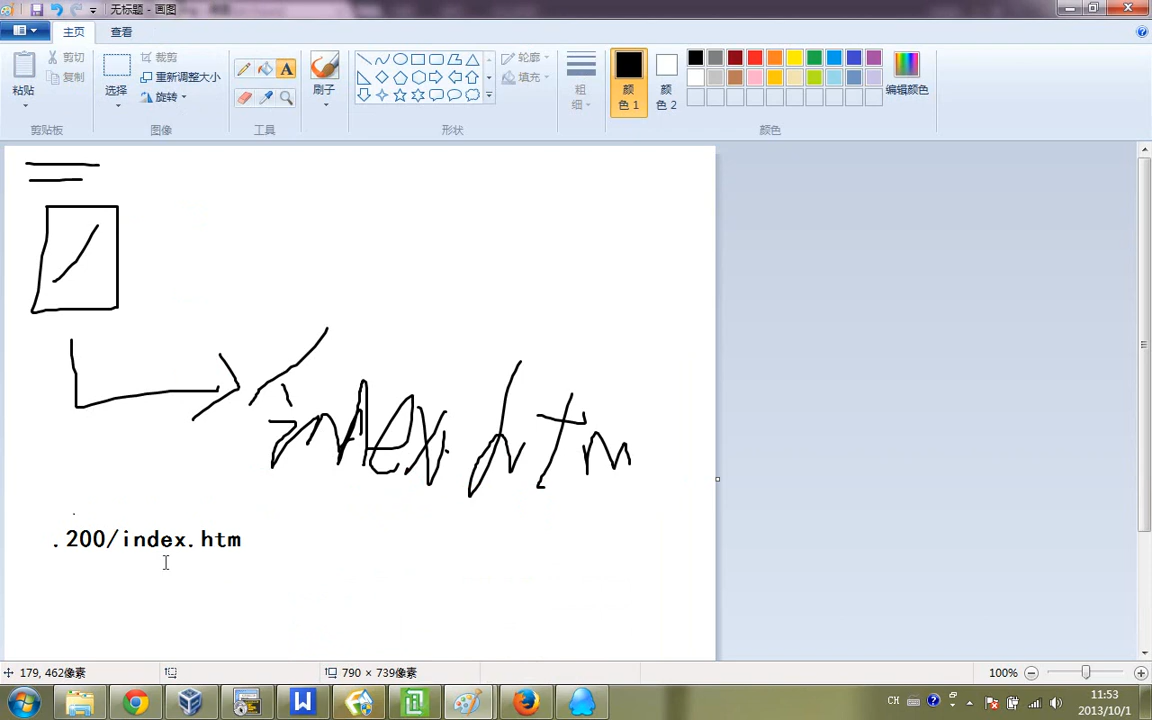 无标题 - 画图
主页 查看
粘贴 剪切 复制 选择 裁剪 重新调整大小 旋转 A 刷子 轮廓 填充 粗细 颜色 1 颜色 2 编辑颜色
剪贴板 图像 工具 形状 颜色
/index.htm
.200/index.htm
179, 462像素 790 × 739像素 100%
CH 11:53
2013/10/1